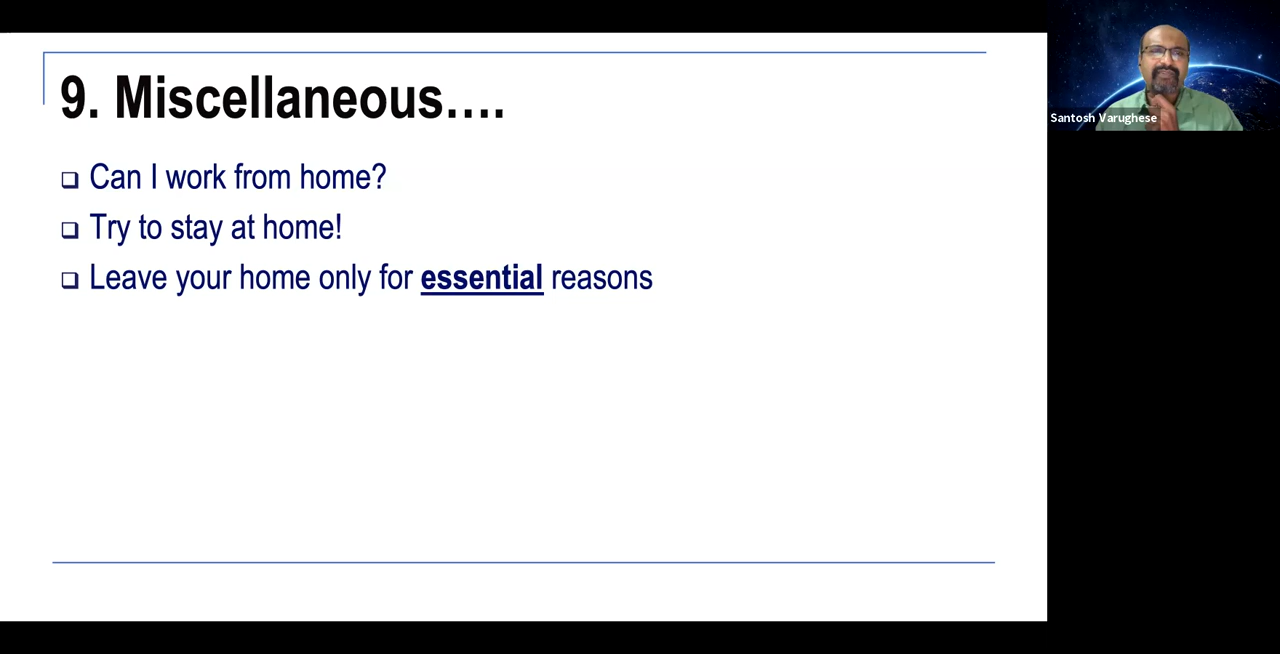 9. Miscellaneous....
Can I work from home?
Try to stay at home!
Leave your home only for essential reasons
Santosh Varughese